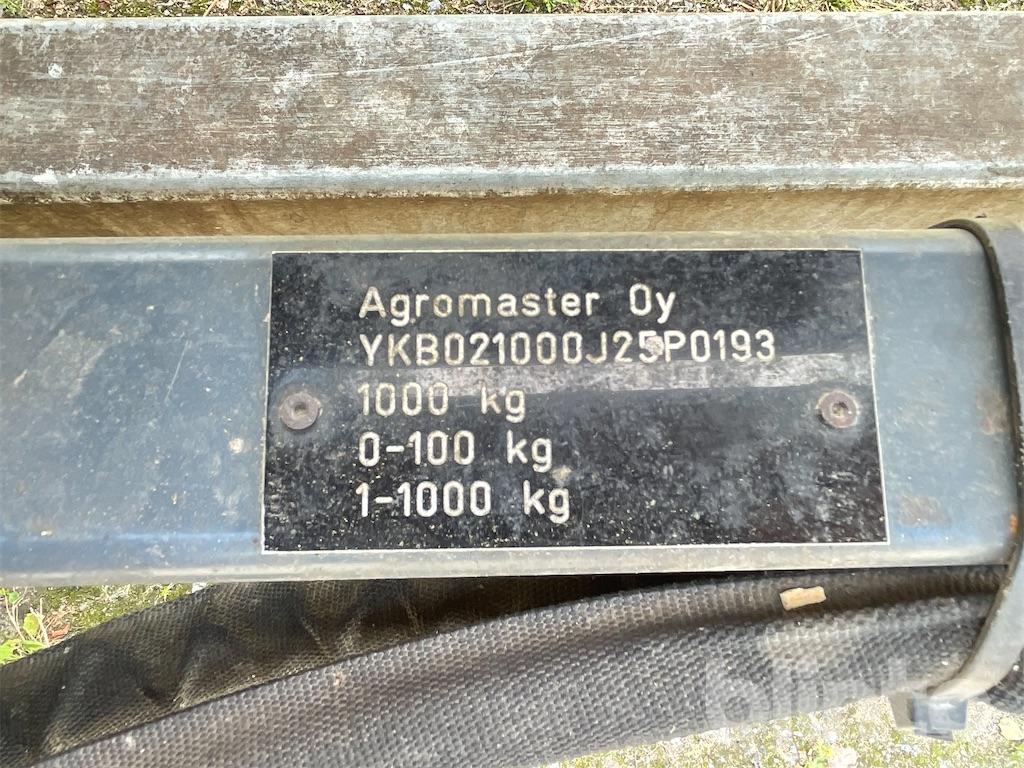 Agromaster Oy
YKB021000J25P0193
1000 kg
0-100 kg
1-1000 kg